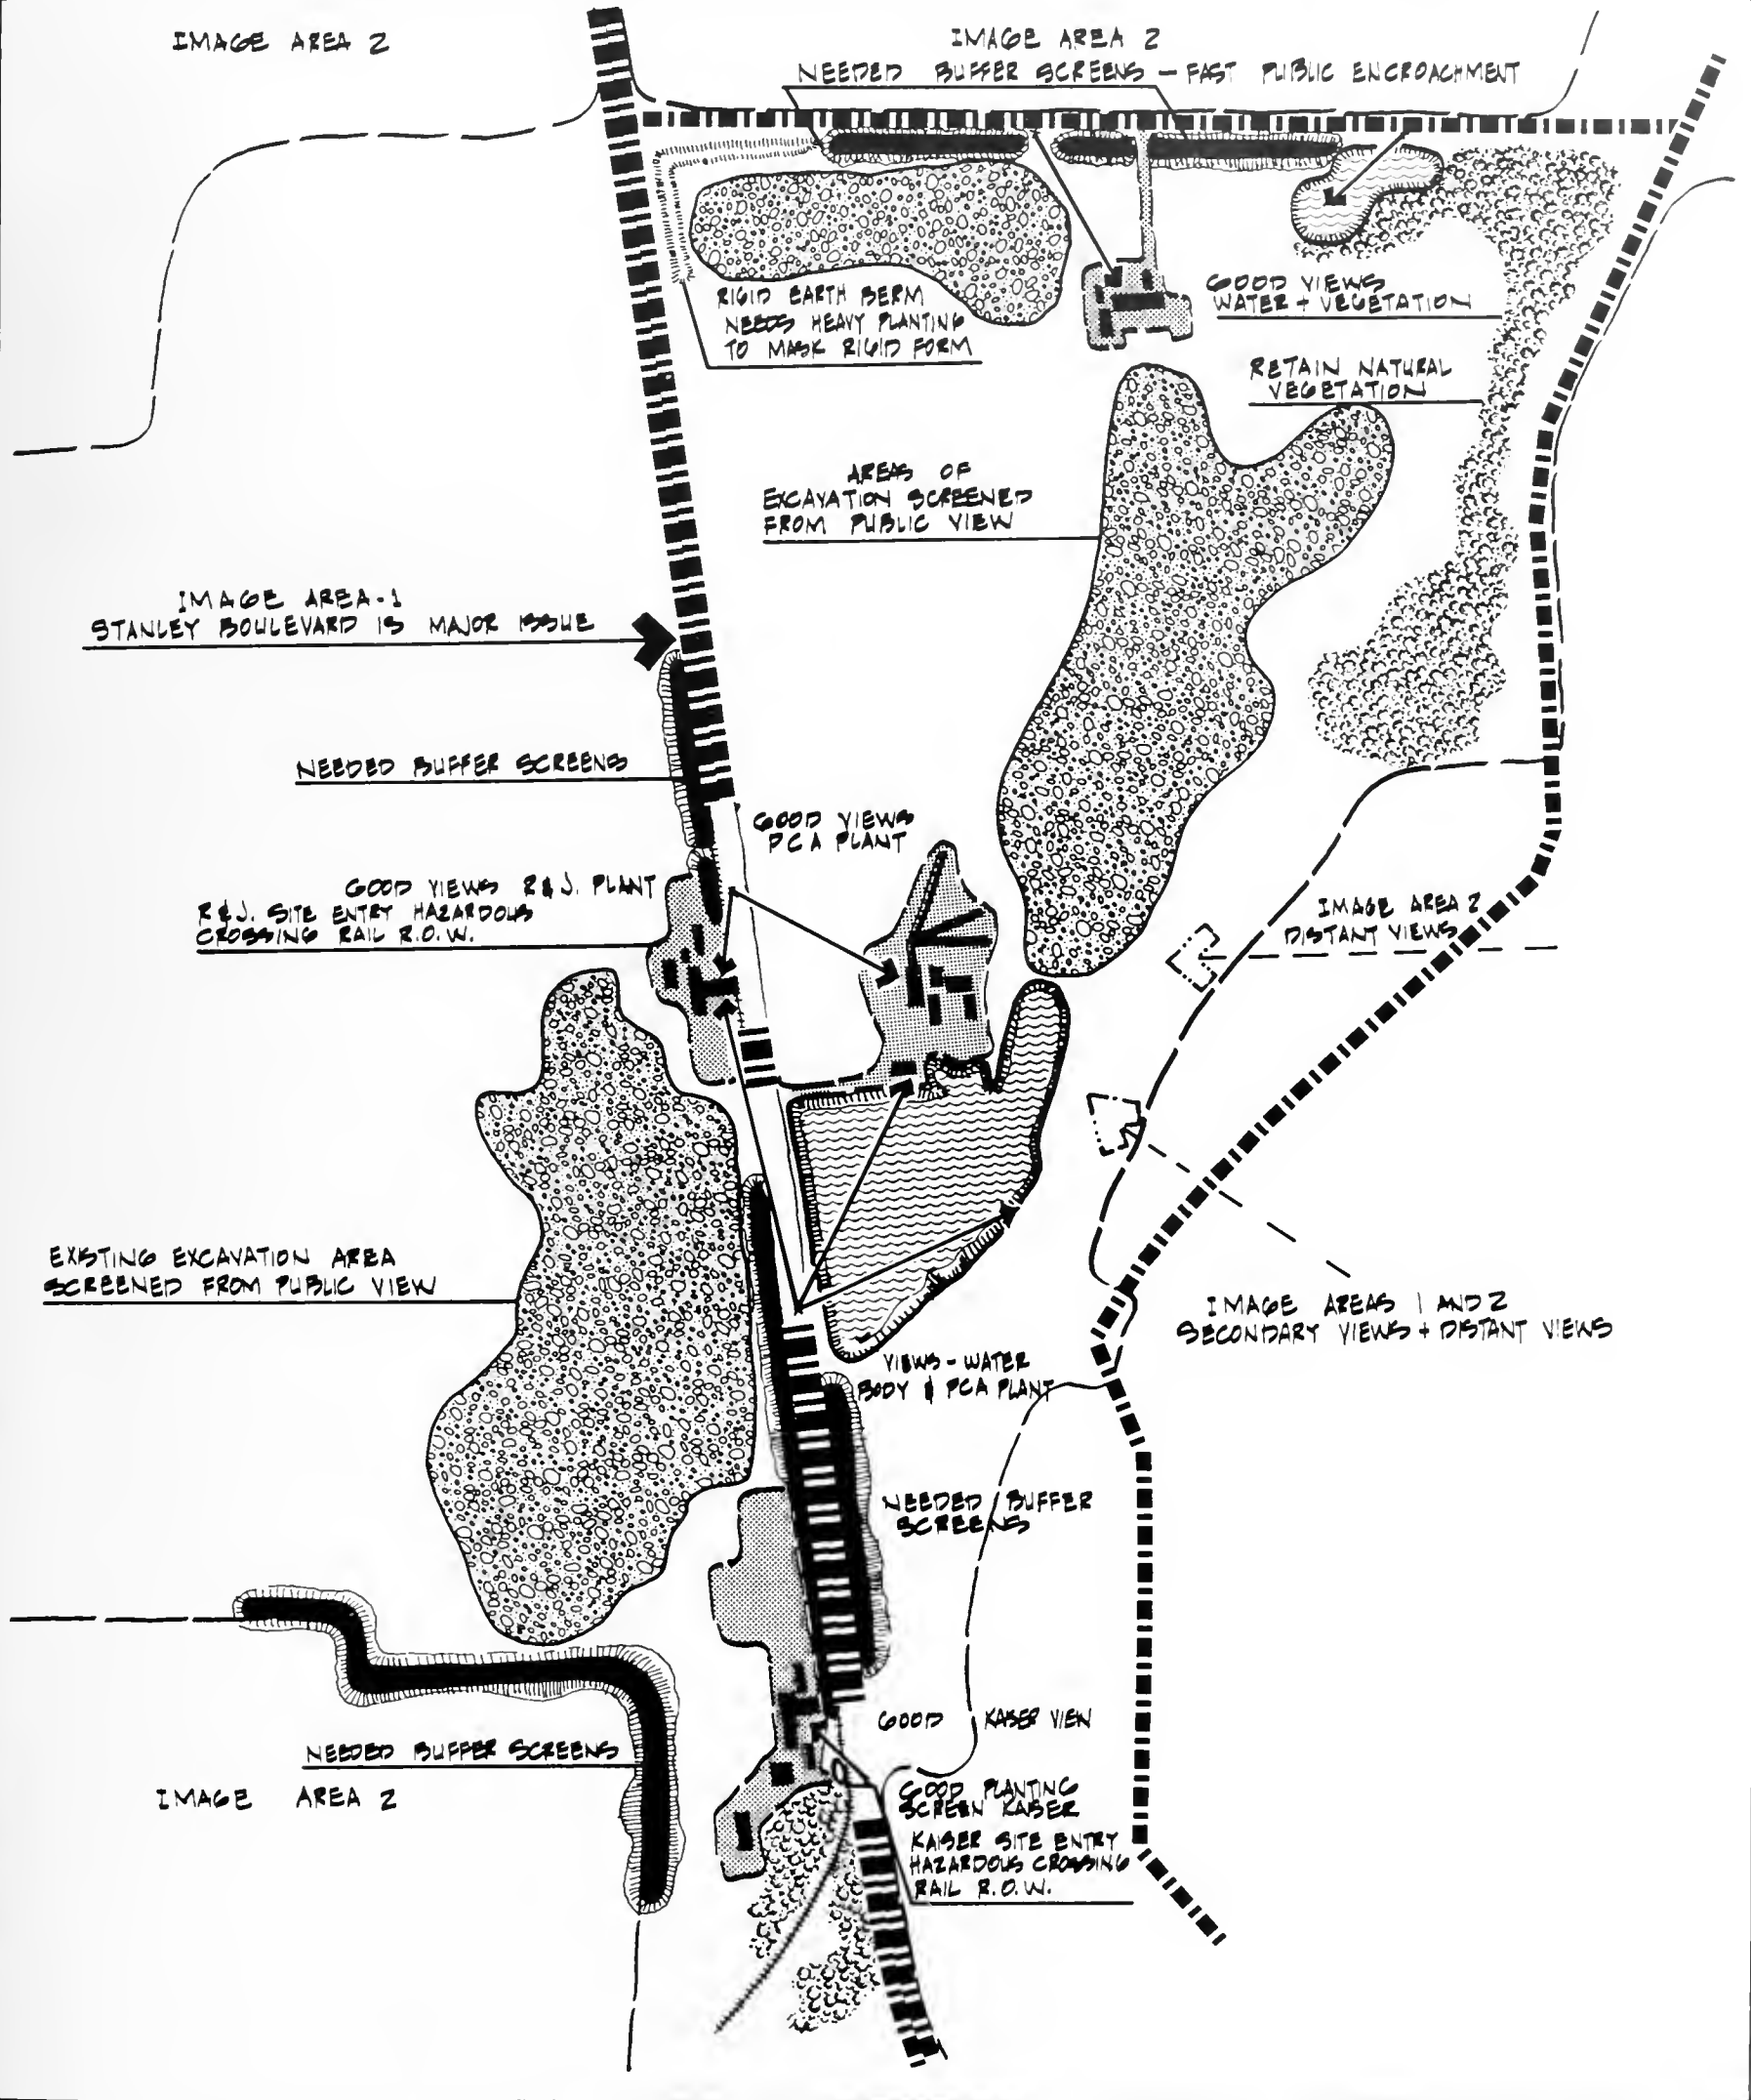 IMAGE AREA 2
IMAGE AREA 2
NEEDED BUFFER SCREENS - FAST PUBLIC ENCROACHMENT
RIGID EARTH BERM
NEEDS HEAVY PLANTING
TO MASK RIGID FORM
GOOD VIEWS
WATER + VEGETATION
RETAIN NATURAL
VEGETATION
AREAS OF
EXCAVATION SCREENED
FROM PUBLIC VIEW
IMAGE AREA-1
STANLEY BOULEVARD IS MAJOR ISSUE
NEEDED BUFFER SCREENS
GOOD VIEWS
PCA PLANT
GOOD VIEWS R & J. PLANT
R & J. SITE ENTRY HAZARDOUS
CROSSING RAIL R.O.W.
IMAGE AREA 2
DISTANT VIEWS
EXISTING EXCAVATION AREA
SCREENED FROM PUBLIC VIEW
IMAGE AREAS 1 AND 2
SECONDARY VIEWS + DISTANT VIEWS
VIEWS - WATER
BODY & PCA PLANT
NEEDED BUFFER
SCREENS
GOOD KAISER VIEW
NEEDED BUFFER SCREENS
IMAGE AREA 2
GOOD PLANTING
SCREEN KAISER
KAISER SITE ENTRY
HAZARDOUS CROSSING
RAIL R.O.W.